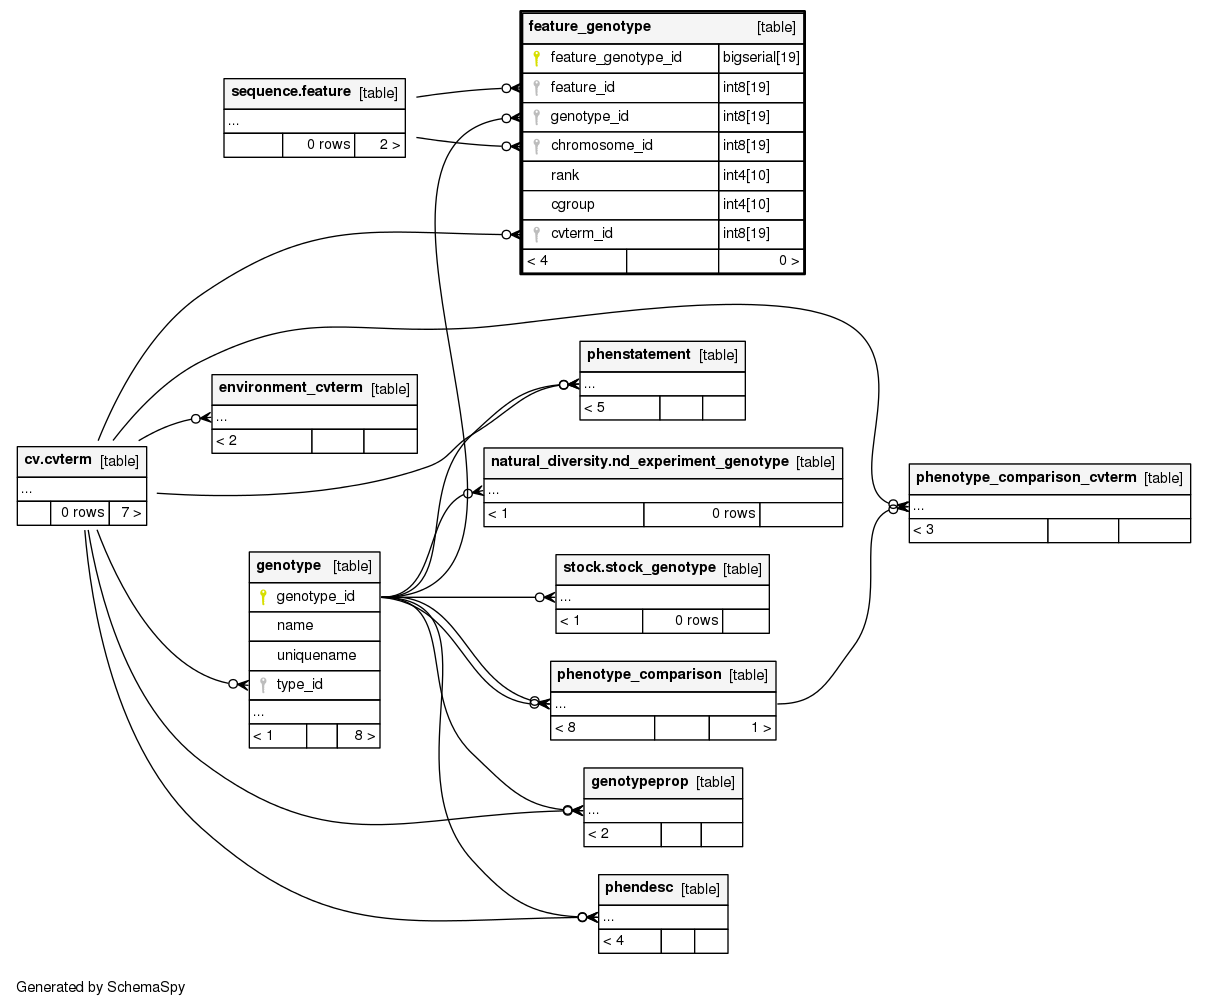 feature_genotype [table]
feature_genotype_id bigserial[19]
feature_id int8[19]
genotype_id int8[19]
chromosome_id int8[19]
rank int4[10]
cgroup int4[10]
cvterm_id int8[19]
< 4 0 >
sequence.feature [table]
...
0 rows 2 >
phenstatement [table]
...
< 5
environment_cvterm [table]
...
< 2
cv.cvterm [table]
...
0 rows 7 >
natural_diversity.nd_experiment_genotype [table]
...
< 1 0 rows
phenotype_comparison_cvterm [table]
...
< 3
genotype [table]
genotype_id
name
uniquename
type_id
...
< 1 8 >
stock.stock_genotype [table]
...
< 1 0 rows
phenotype_comparison [table]
...
< 8 1 >
genotypeprop [table]
...
< 2
phendesc [table]
...
< 4
Generated by SchemaSpy